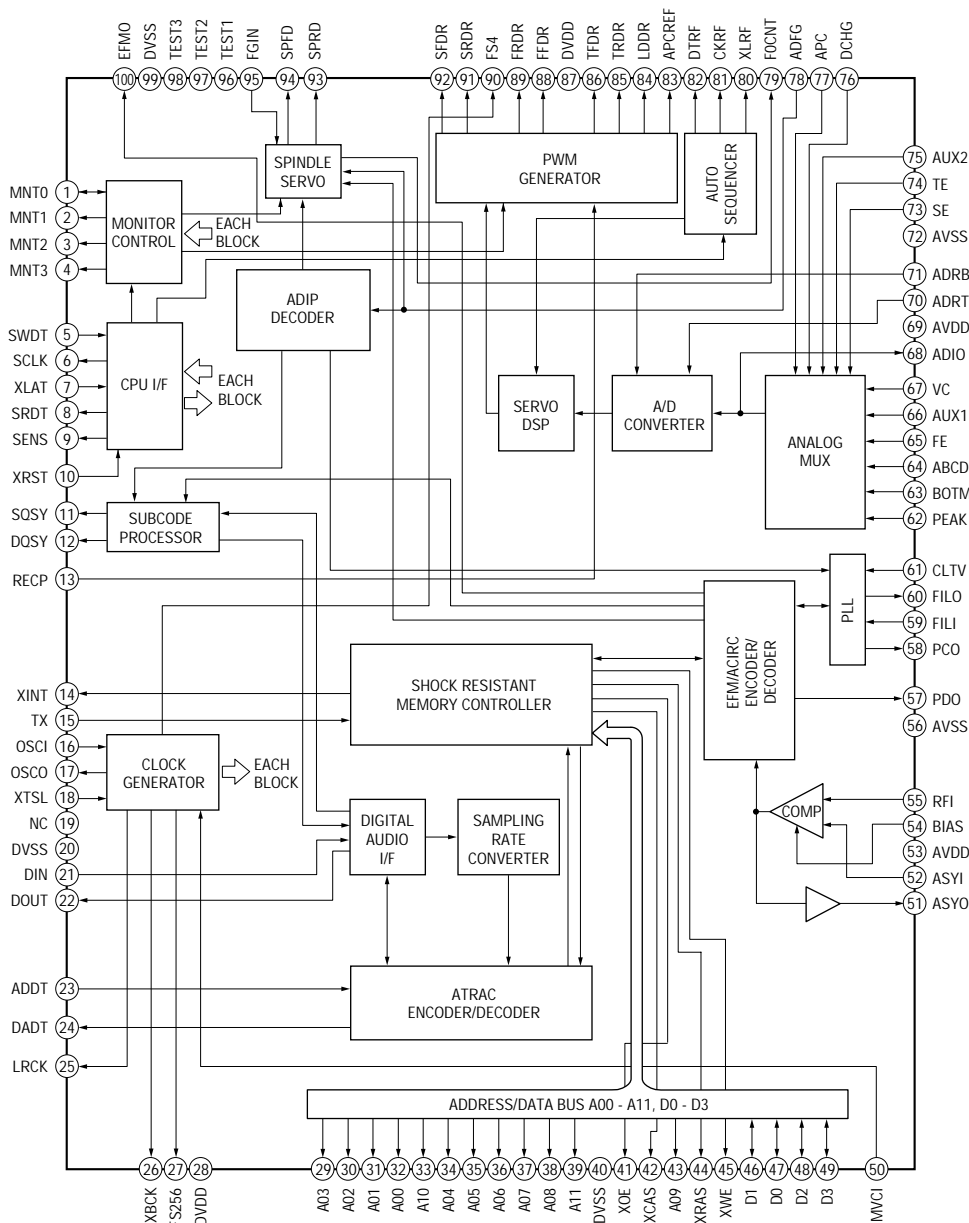 EFMO
DVSS
TEST3
TEST2
TEST1
FGIN
SPFD
SPRD
SFDR
SRDR
FS4
FRDR
FFDR
DVDD
TFDR
TRDR
LDDR
APCREF
DTRF
CKRF
XLRF
F0CNT
ADFG
APC
DCHG
100
99
98
97
96
95
94
93
92
91
90
89
88
87
86
85
84
83
82
81
80
79
78
77
76
MNT0
1
MNT1
2
MNT2
3
MNT3
4
SWDT
5
SCLK
6
XLAT
7
SRDT
8
SENS
9
XRST
10
SQSY
11
DQSY
12
RECP
13
XINT
14
TX
15
OSCI
16
OSCO
17
XTSL
18
NC
19
DVSS
20
DIN
21
DOUT
22
ADDT
23
DADT
24
LRCK
25
MONITOR
CONTROL
EACH
BLOCK
SPINDLE
SERVO
PWM
GENERATOR
AUTO
SEQUENCER
ADIP
DECODER
CPU I/F
EACH
BLOCK
SERVO
DSP
A/D
CONVERTER
ANALOG
MUX
SUBCODE
PROCESSOR
PLL
EFM/ACIRC
ENCODER/
DECODER
SHOCK RESISTANT
MEMORY CONTROLLER
CLOCK
GENERATOR
EACH
BLOCK
COMP
DIGITAL
AUDIO
I/F
SAMPLING
RATE
CONVERTER
ATRAC
ENCODER/DECODER
ADDRESS/DATA BUS A00 - A11, D0 - D3
75
AUX2
74
TE
73
SE
72
AVSS
71
ADRB
70
ADRT
69
AVDD
68
ADIO
67
VC
66
AUX1
65
FE
64
ABCD
63
BOTM
62
PEAK
61
CLTV
60
FILO
59
FILI
58
PCO
57
PDO
56
AVSS
55
RFI
54
BIAS
53
AVDD
52
ASYI
51
ASYO
26
27
28
29
30
31
32
33
34
35
36
37
38
39
40
41
42
43
44
45
46
47
48
49
50
XBCK
FS256
DVDD
A03
A02
A01
A00
A10
A04
A05
A06
A07
A08
A11
DVSS
XOE
XCAS
A09
XRAS
XWE
D1
D0
D2
D3
MVCI